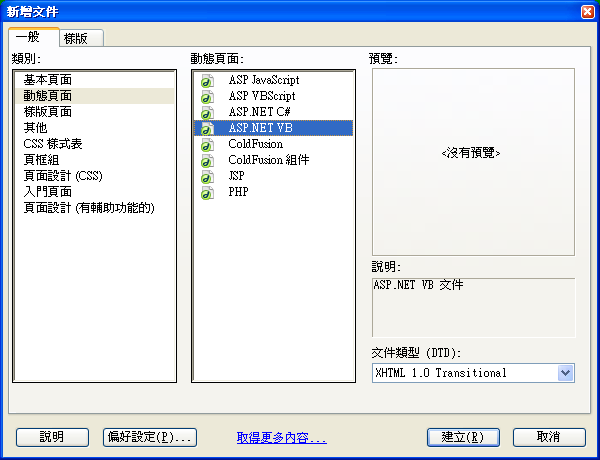 新增文件
一般
樣版
類別:
基本頁面
動態頁面
樣版頁面
其他
CSS 樣式表
頁框組
頁面設計 (CSS)
入門頁面
頁面設計 (有輔助功能的)
動態頁面:
ASP JavaScript
ASP VBScript
ASP.NET C#
ASP.NET VB
ColdFusion
ColdFusion 組件
JSP
PHP
預覽:
<沒有預覽>
說明:
ASP.NET VB 文件
文件類型 (DTD):
XHTML 1.0 Transitional
說明
偏好設定(P)...
取得更多內容...
建立(R)
取消